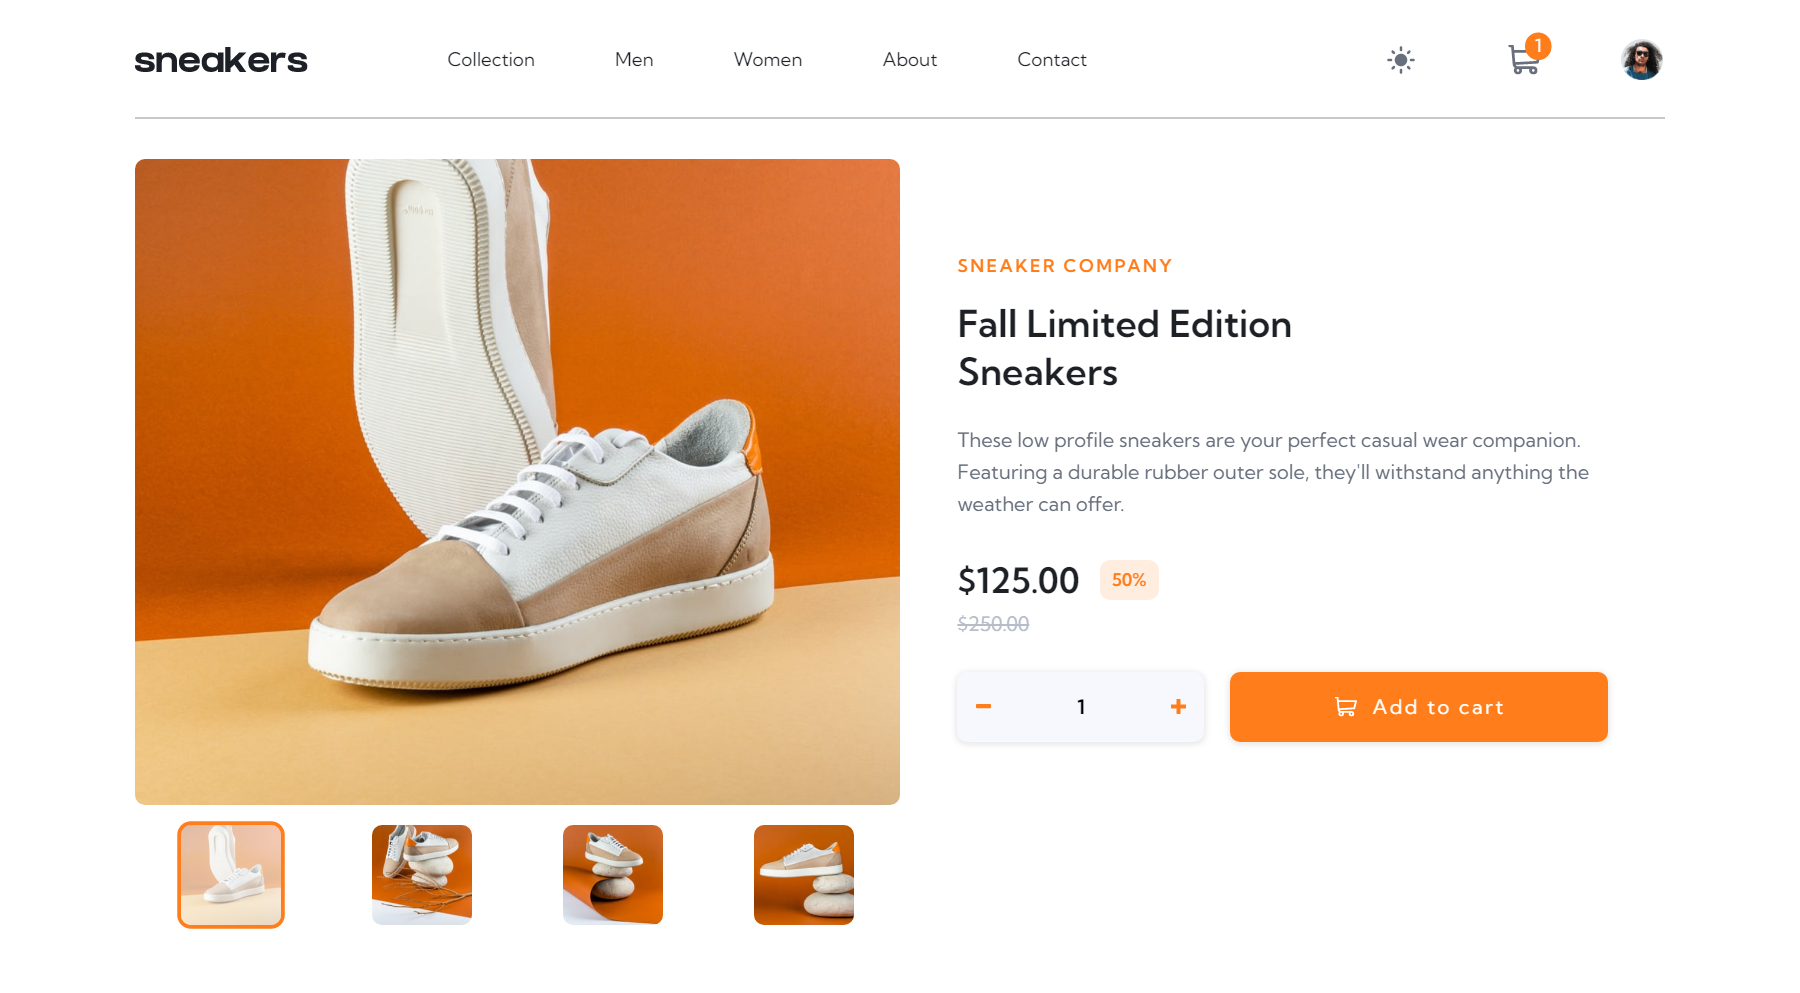 sneakers
Collection
Men
Women
About
Contact
1
SNEAKER COMPANY
Fall Limited Edition
Sneakers
These low profile sneakers are your perfect casual wear companion.
Featuring a durable rubber outer sole, they'll withstand anything the
weather can offer.
$125.00
50%
$250.00
1
Add to cart